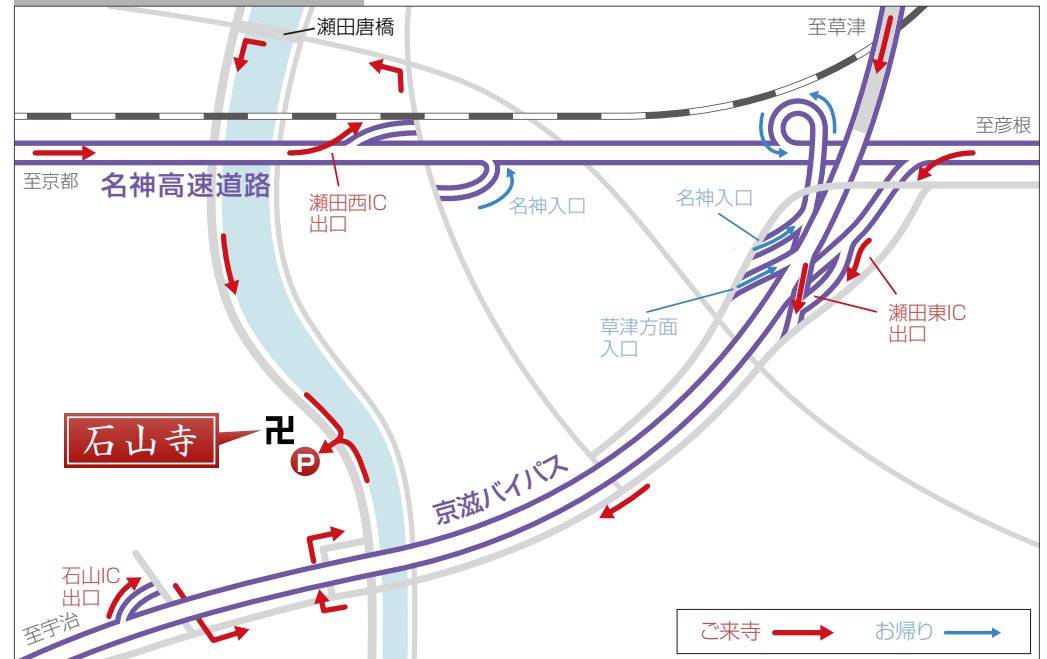 瀬田唐橋
至草津
至彦根
至京都
名神高速道路
瀬田西IC
出口
名神入口
名神入口
草津方面
入口
瀬田東IC
出口
石山寺
卍
P
京滋バイパス
石山IC
出口
至宇治
ご来寺
お帰り